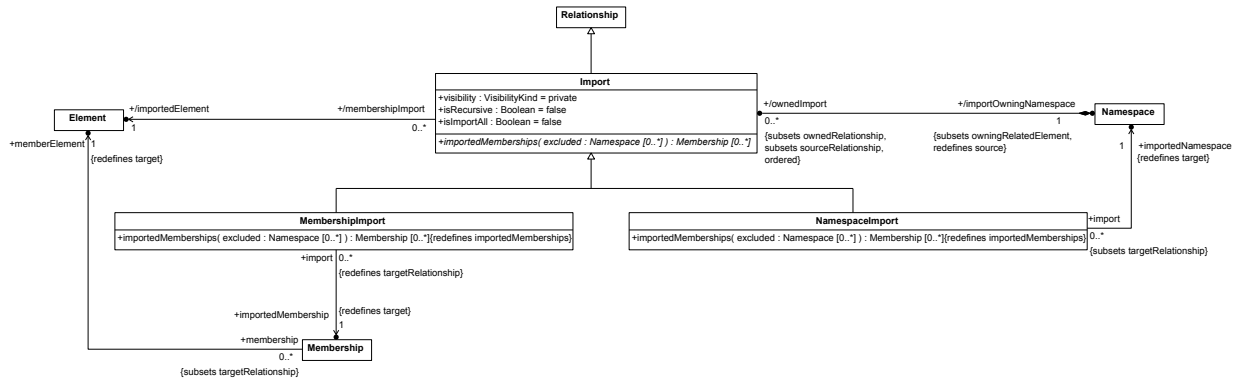 Relationship
Import
+visibility : VisibilityKind = private
+isRecursive : Boolean = false
+isImportAll : Boolean = false
+importedMemberships( excluded : Namespace [0..*] ) : Membership [0..*]
+/importedElement
1
+/membershipImport
0..*
Element
+memberElement
1
{redefines target}
+/ownedImport
0..*
{subsets ownedRelationship,
subsets sourceRelationship,
ordered}
+/importOwningNamespace
1
{subsets owningRelatedElement,
redefines source}
Namespace
1
+importedNamespace
{redefines target}
MembershipImport
+importedMemberships( excluded : Namespace [0..*] ) : Membership [0..*]{redefines importedMemberships}
NamespaceImport
+importedMemberships( excluded : Namespace [0..*] ) : Membership [0..*]{redefines importedMemberships}
+import
0..*
{subsets targetRelationship}
+import
0..*
{redefines targetRelationship}
+importedMembership
{redefines target}
1
Membership
+membership
0..*
{subsets targetRelationship}